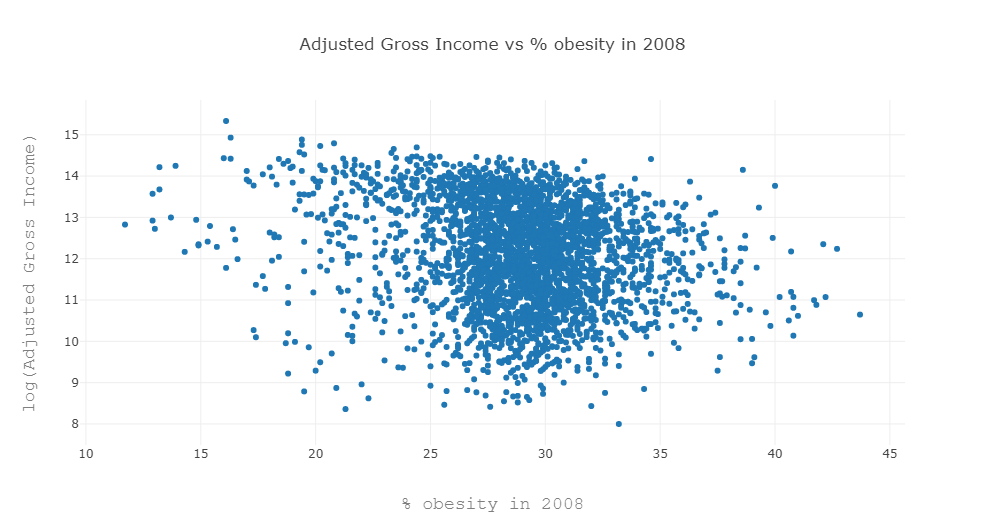 Adjusted Gross Income vs % obesity in 2008
log(Adjusted Gross Income)
15
14
13
12
11
10
9
8
10 15 20 25 30 35 40 45
% obesity in 2008